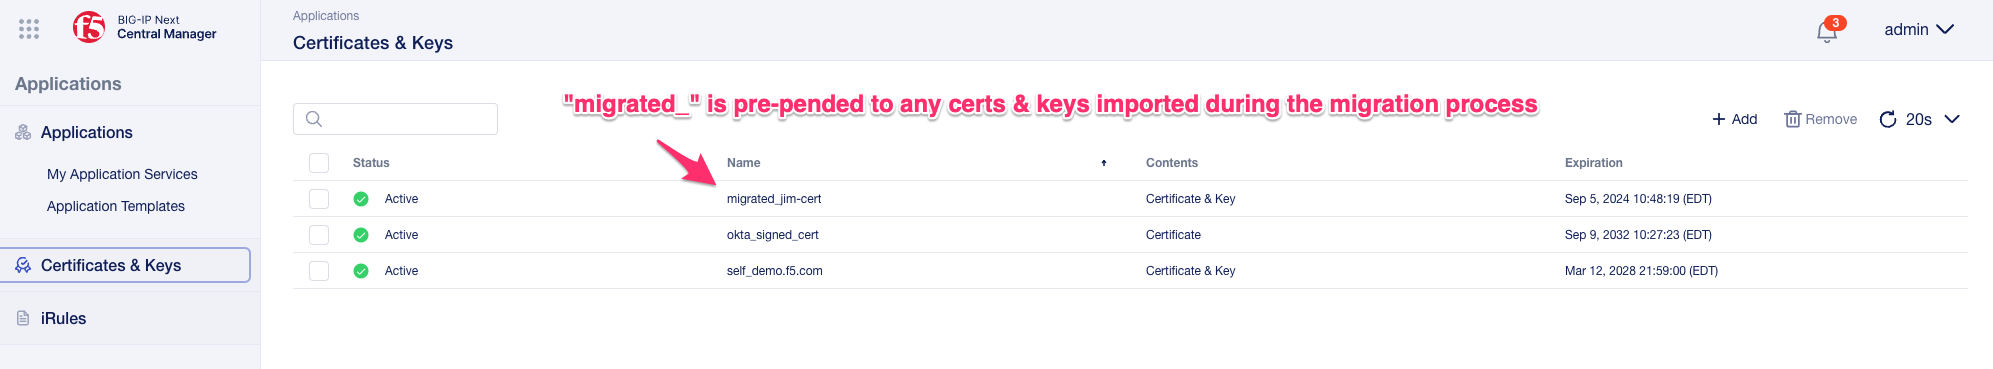 BIG-IP Next
Central Manager
Applications
Certificates & Keys
3
admin
Applications
Applications
My Application Services
Application Templates
Certificates & Keys
iRules
"migrated_" is pre-pended to any certs & keys imported during the migration process
+ Add
Remove
20s
Status Name Contents Expiration
Active migrated_jim-cert Certificate & Key Sep 5, 2024 10:48:19 (EDT)
Active okta_signed_cert Certificate Sep 9, 2032 10:27:23 (EDT)
Active self_demo.f5.com Certificate & Key Mar 12, 2028 21:59:00 (EDT)